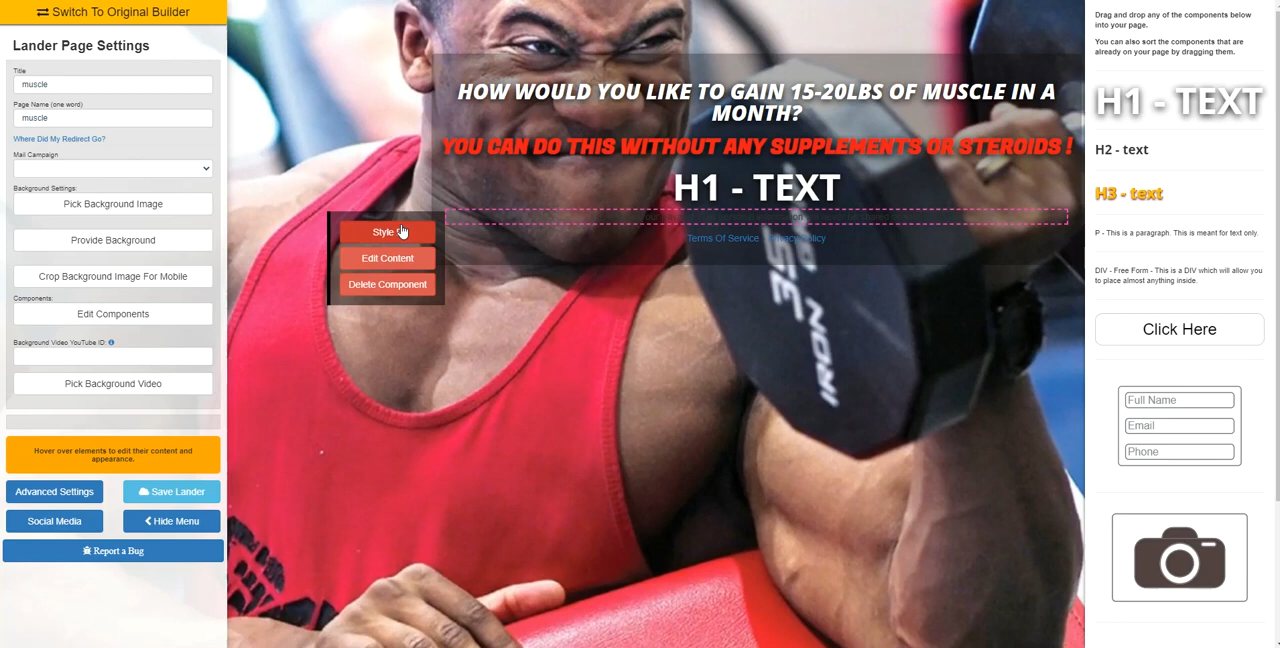 Switch To Original Builder
Lander Page Settings
Title
muscle
Page Name (one word)
muscle
Where Did My Redirect Go?
Mail Campaign
Background Settings:
Pick Background Image
Provide Background
Crop Background Image For Mobile
Components:
Edit Components
Background Video YouTube ID:
Pick Background Video
Hover over elements to edit their content and
appearance.
Advanced Settings
Save Lander
Social Media
Hide Menu
Report a Bug
HOW WOULD YOU LIKE TO GAIN 15-20LBS OF MUSCLE IN A
MONTH?
YOU CAN DO THIS WITHOUT ANY SUPPLEMENTS OR STEROIDS !
H1 - TEXT
Style
Edit Content
Delete Component
Terms Of Service
IRON
Drag and drop any of the components below
into your page.
You can also sort the components that are
already on your page by dragging them.
H1 - TEXT
H2 - text
H3 - text
P - This is a paragraph. This is meant for text only.
DIV - Free Form - This is a DIV which will allow you
to place almost anything inside.
Click Here
Full Name
Email
Phone